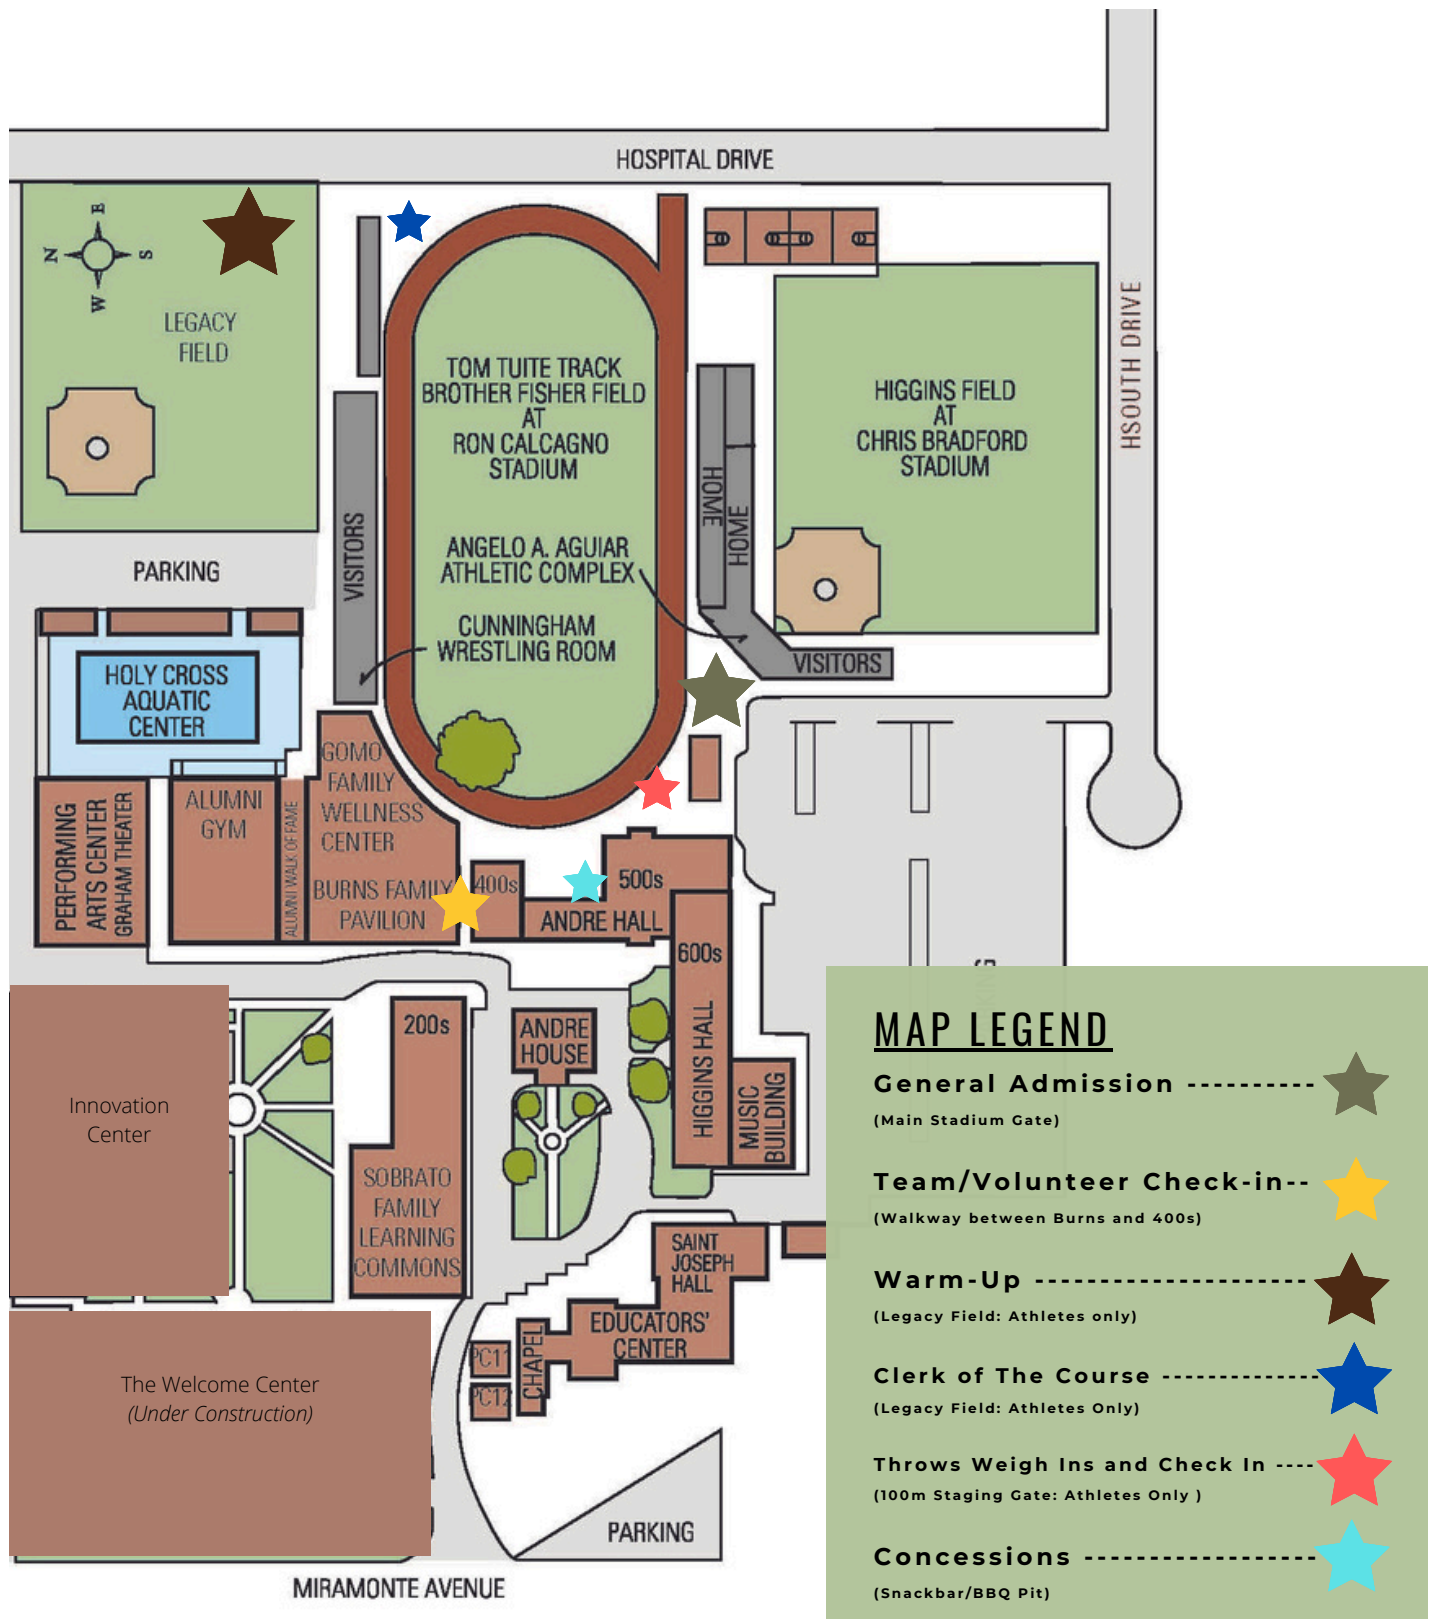 HOSPITAL DRIVE
E
N
S
W
LEGACY
FIELD
TOM TUITE TRACK
BROTHER FISHER FIELD
AT
RON CALCAGNO
STADIUM
HIGGINS FIELD
AT
CHRIS BRADFORD
STADIUM
HSOUTH DRIVE
HOME
HOME
VISITORS
ANGELO A. AGUIAR
ATHLETIC COMPLEX
CUNNINGHAM
WRESTLING ROOM
VISITORS
PARKING
HOLY CROSS
AQUATIC
CENTER
GOMO
FAMILY
WELLNESS
CENTER
PERFORMING
ARTS CENTER
GRAHAM THEATER
ALUMNI
GYM
ALUMNI WALK OF FAME
BURNS FAMILY
PAVILION
400s
500s
ANDRE HALL
600s
HIGGINS HALL
MUSIC
BUILDING
200s
ANDRE
HOUSE
Innovation
Center
SOBRATO
FAMILY
LEARNING
COMMONS
SAINT
JOSEPH
HALL
EDUCATORS'
CENTER
CHAPEL
PC11
PC12
The Welcome Center
(Under Construction)
PARKING
MIRAMONTE AVENUE
MAP LEGEND
General Admission ----------
(Main Stadium Gate)
Team/Volunteer Check-in--
(Walkway between Burns and 400s)
Warm-Up ---------------------
(Legacy Field: Athletes only)
Clerk of The Course -------------
(Legacy Field: Athletes Only)
Throws Weigh Ins and Check In ----
(100m Staging Gate: Athletes Only )
Concessions -----------------
(Snackbar/BBQ Pit)